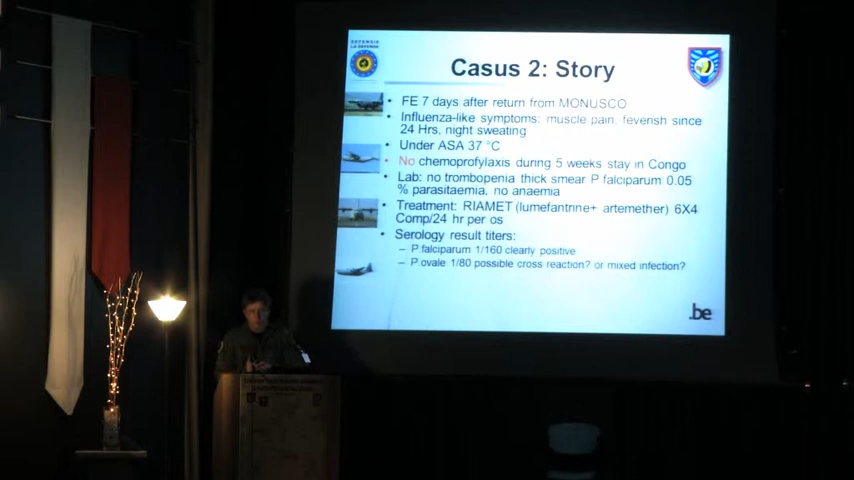 DEFENSIE
LA DEFENSE
Casus 2: Story
• FE 7 days after return from MONUSCO
• Influenza-like symptoms: muscle pain, feverish since
24 Hrs, night sweating
• Under ASA 37 °C
• No chemoprofylaxis during 5 weeks stay in Congo
• Lab: no trombopenia thick smear P falciparum 0.05
% parasitaemia, no anaemia
• Treatment: RIAMET (lumefantrine+ artemether) 6X4
Comp/24 hr per os
• Serology result titers:
– P.falciparum 1/160 clearly positive
– P.ovale 1/80 possible cross reaction? or mixed infection?
.be